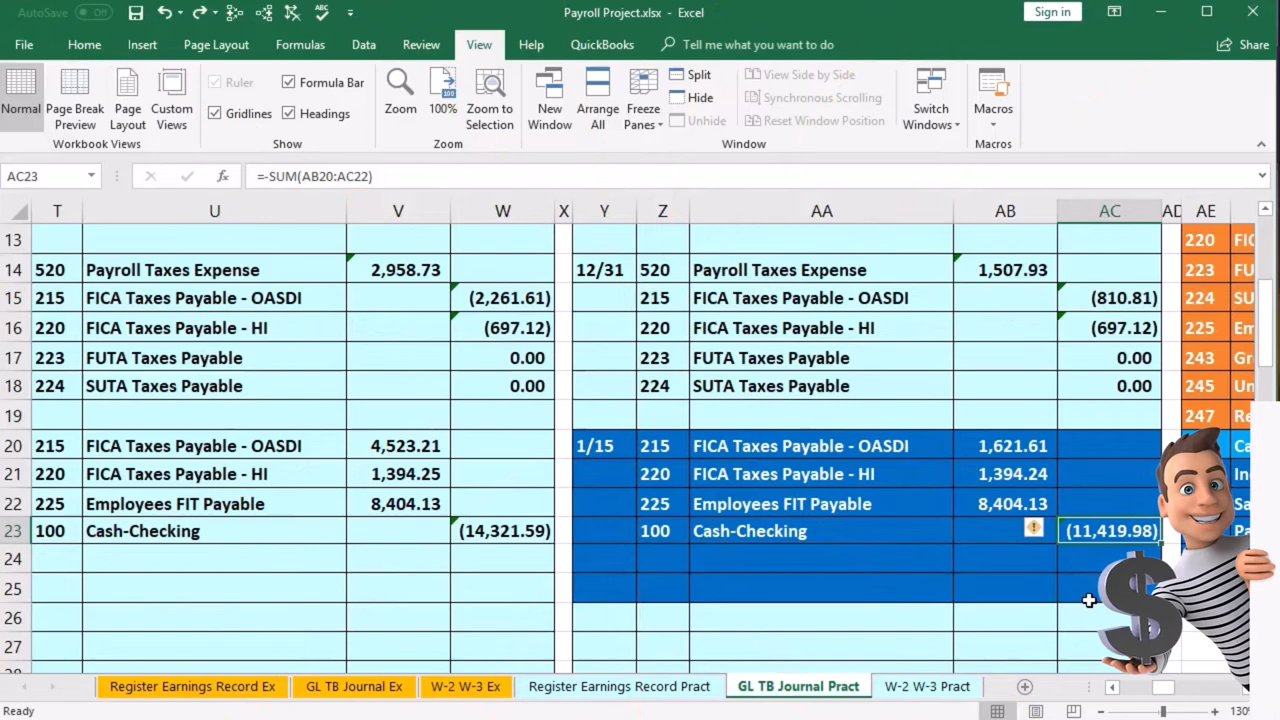 AutoSave Off Payroll Project.xlsx - Excel Sign in
File Home Insert Page Layout Formulas Data Review View Help QuickBooks Tell me what you want to do Share
Normal Page Break Preview Page Layout Custom Views
Workbook Views
Ruler Formula Bar
Gridlines Headings
Show
Zoom 100% Zoom to Selection
Zoom
New Window Arrange All Freeze Panes
Split View Side by Side
Hide Synchronous Scrolling
Unhide Reset Window Position
Switch Windows
Window
Macros
Macros
AC23 fx =-SUM(AB20:AC22)
T U V W X Y Z AA AB AC AD AE
13 220
14 520 Payroll Taxes Expense 2,958.73 12/31 520 Payroll Taxes Expense 1,507.93 223
15 215 FICA Taxes Payable - OASDI (2,261.61) 215 FICA Taxes Payable - OASDI (810.81) 224
16 220 FICA Taxes Payable - HI (697.12) 220 FICA Taxes Payable - HI (697.12) 225
17 223 FUTA Taxes Payable 0.00 223 FUTA Taxes Payable 0.00 243
18 224 SUTA Taxes Payable 0.00 224 SUTA Taxes Payable 0.00 245
19 247
20 215 FICA Taxes Payable - OASDI 4,523.21 1/15 215 FICA Taxes Payable - OASDI 1,621.61
21 220 FICA Taxes Payable - HI 1,394.25 220 FICA Taxes Payable - HI 1,394.24
22 225 Employees FIT Payable 8,404.13 225 Employees FIT Payable 8,404.13
23 100 Cash-Checking (14,321.59) 100 Cash-Checking (11,419.98)
24
25
26
27
Register Earnings Record Ex GL TB Journal Ex W-2 W-3 Ex Register Earnings Record Pract GL TB Journal Pract W-2 W-3 Pract
Ready